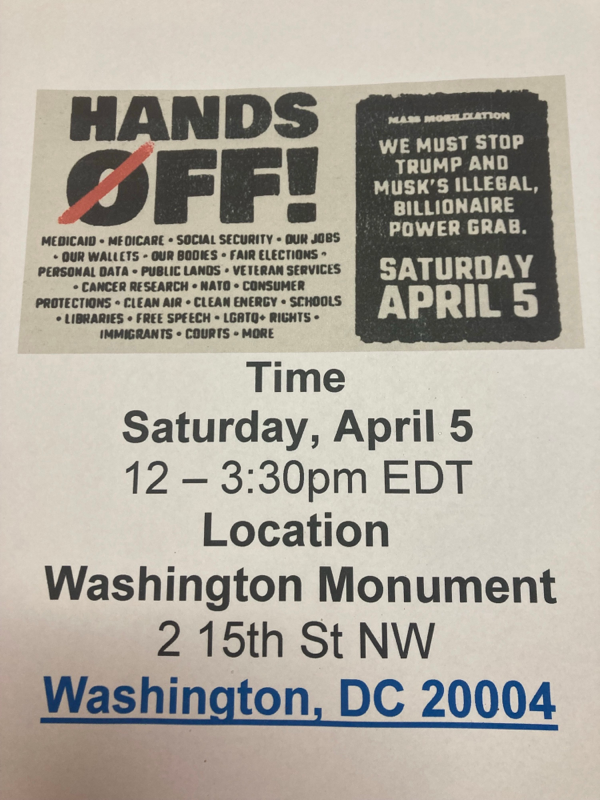 HANDS
OFF!
MEDICAID • MEDICARE • SOCIAL SECURITY • OUR JOBS
• OUR WALLETS • OUR BODIES • FAIR ELECTIONS •
PERSONAL DATA • PUBLIC LANDS • VETERAN SERVICES
• CANCER RESEARCH • NATO • CONSUMER
PROTECTIONS • CLEAN AIR • CLEAN ENERGY • SCHOOLS
• LIBRARIES • FREE SPEECH • LGBTQ+ RIGHTS •
IMMIGRANTS • COURTS • MORE
MASS MOBILIZATION
WE MUST STOP
TRUMP AND
MUSK'S ILLEGAL,
BILLIONAIRE
POWER GRAB.
SATURDAY
APRIL 5
Time
Saturday, April 5
12 – 3:30pm EDT
Location
Washington Monument
2 15th St NW
Washington, DC 20004